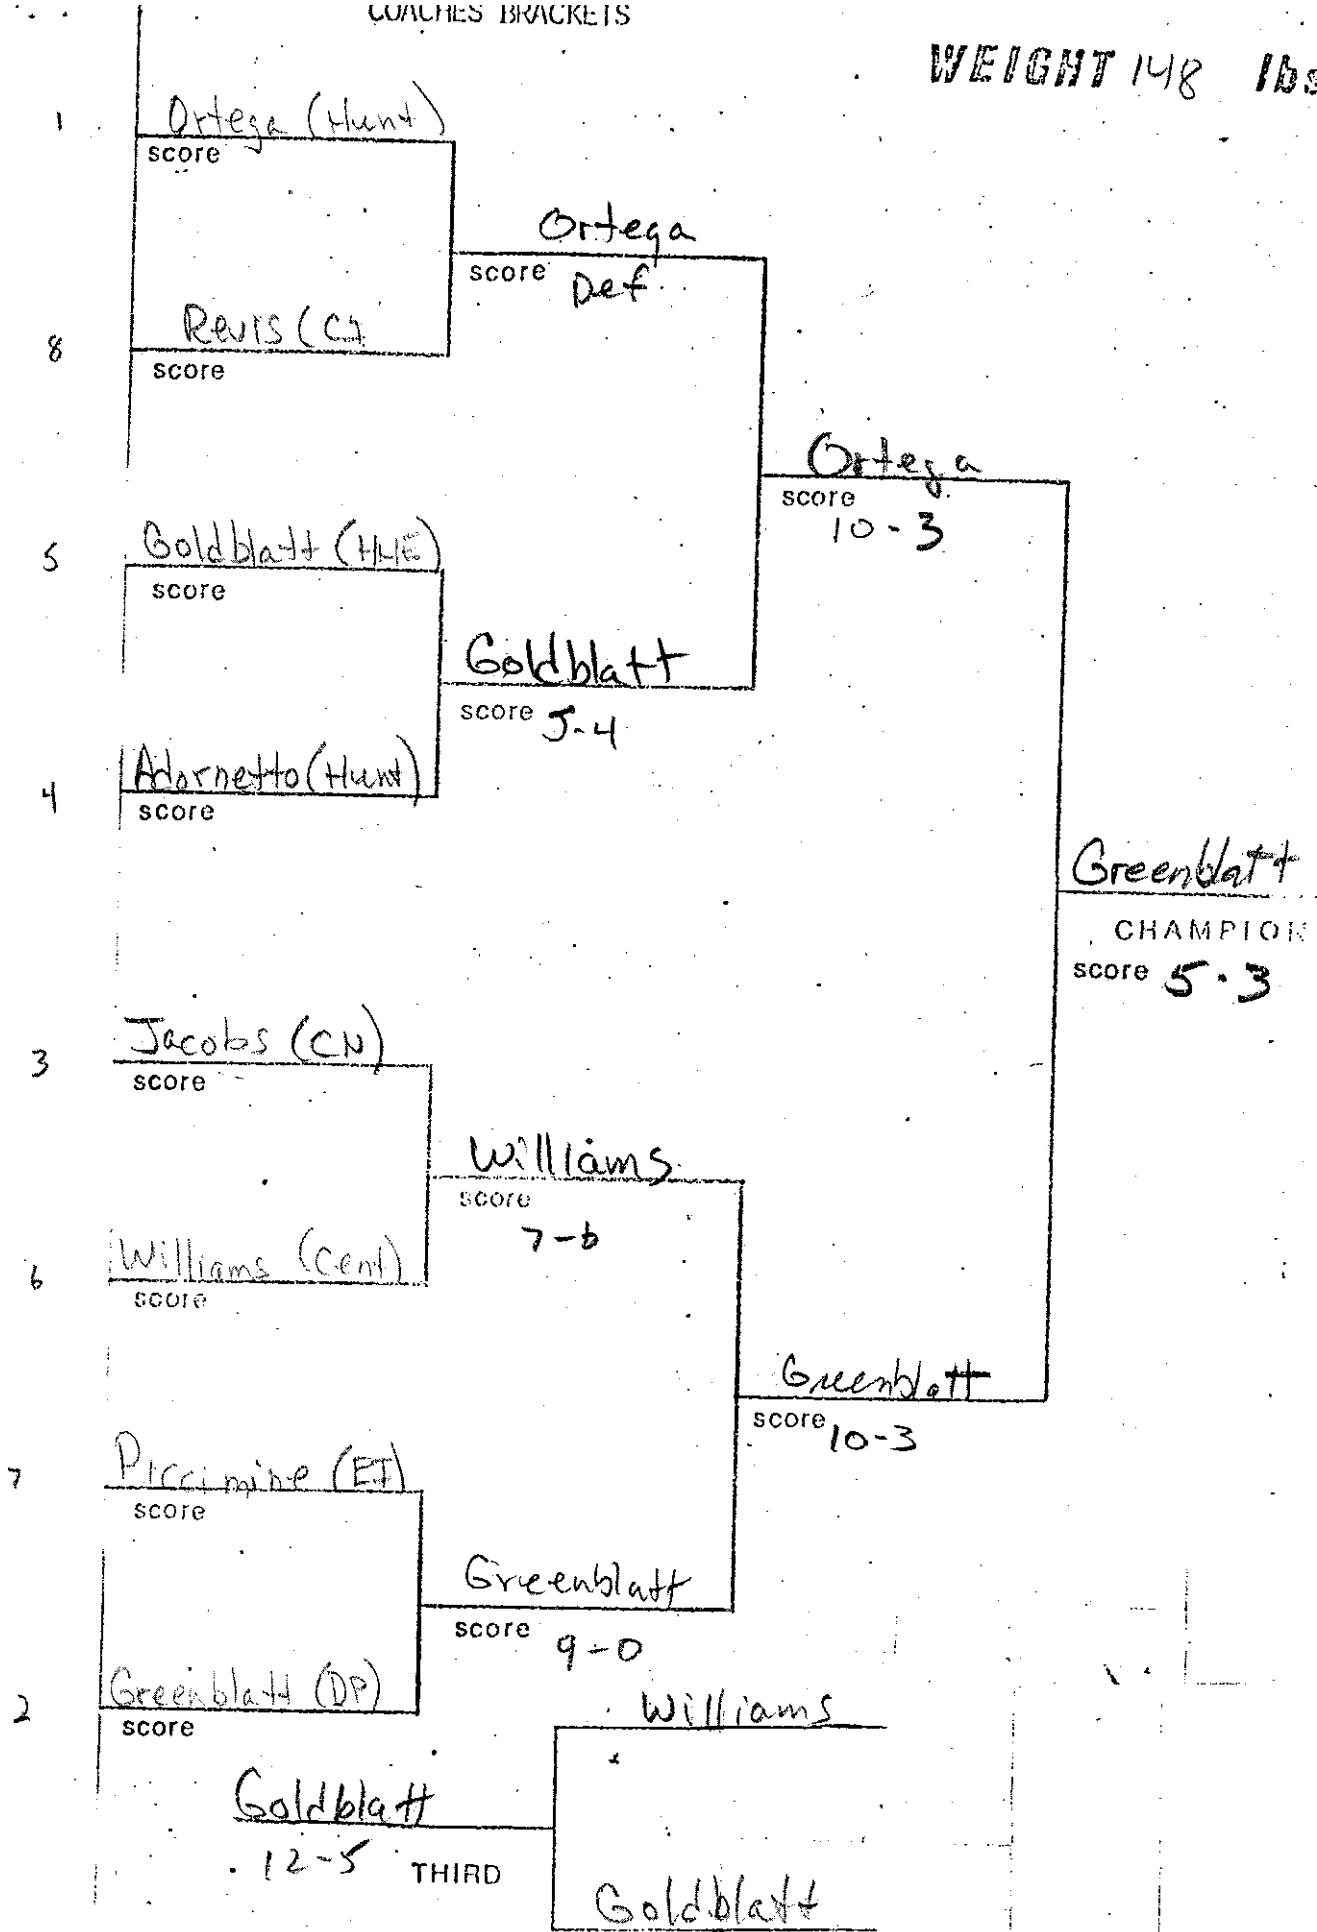 COACHES BRACKETS
WEIGHT 148 lbs
1 Ortega (Hunt)
score
Ortega
score Def
8 Revis (CI
score
Ortega
score
10-3
5 Goldblatt (HHE)
score
Goldblatt
score 5-4
4 Adornetto (Hunt)
score
Greenblatt
CHAMPION
score 5-3
3 Jacobs (CN)
score
Williams
score
7-6
6 Williams (Cent)
score
Greenblatt
score 10-3
7 Piccimine (EI)
score
Greenblatt
score 9-0
2 Greenblatt (DP)
score
Williams
Goldblatt
12-5 THIRD
Goldblatt